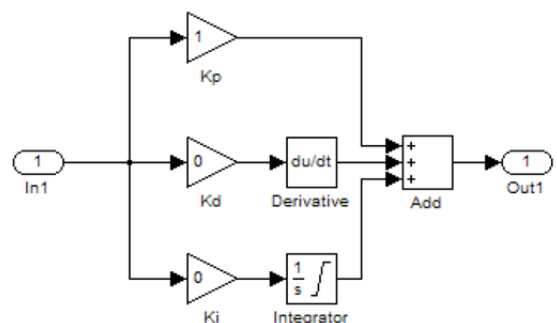 1
Kp
1
In1
0
Kd
du/dt
Derivative
+
+
+
Add
1
Out1
0
Ki
1
s
Integrator